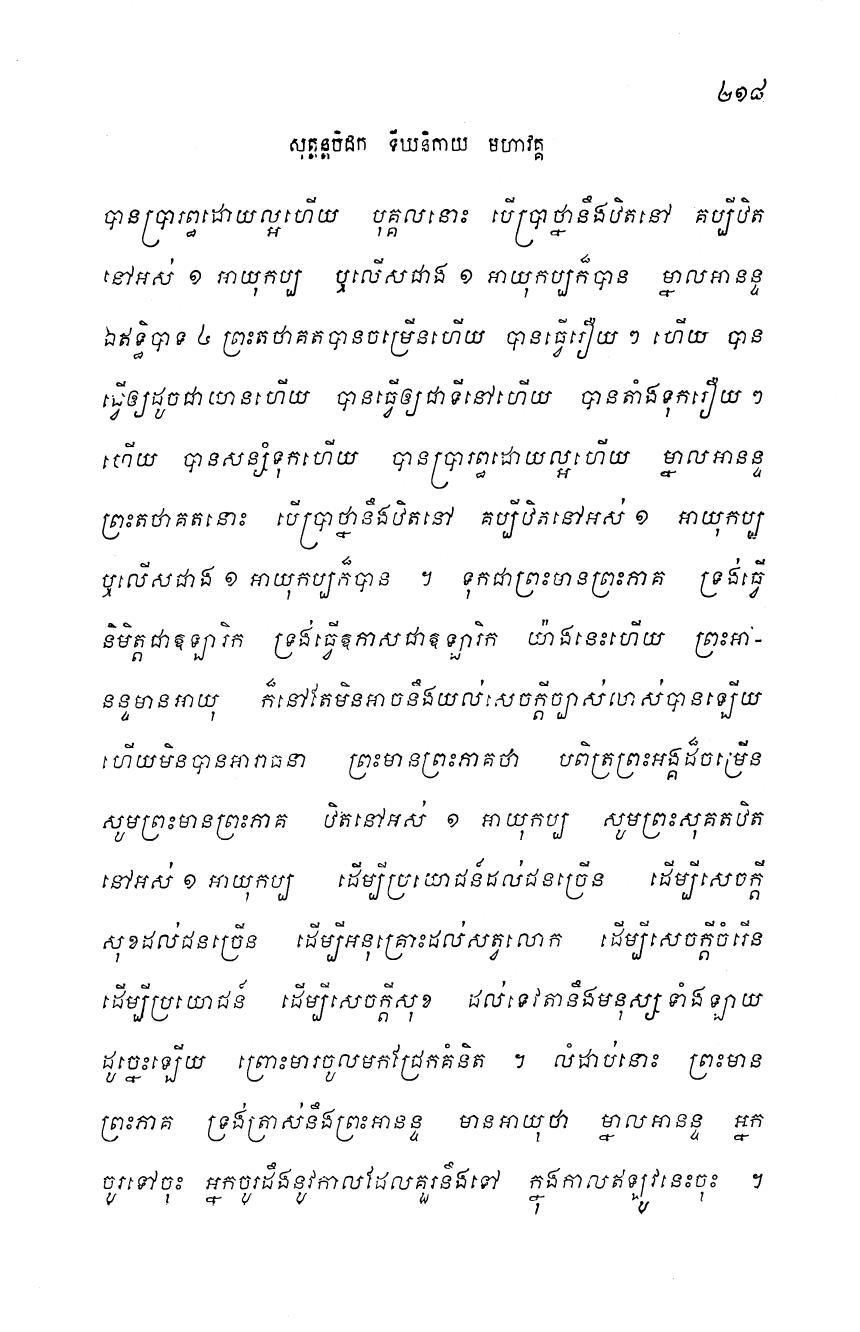 ២១៨
សុត្តន្តបិដក ទីឃនិកាយ មហាវគ្គ
បានប្រារព្ធដោយល្អហើយ បុគ្គលនោះ បើប្រាថ្នានឹងឋិតនៅ គប្បីឋិត
នៅអស់ ១ អាយុកប្ប ឬលើសជាង ១ អាយុកប្បក៏បាន ម្នាលអានន្ទ
ឯឥទ្ធិបាទ ៤ ព្រះតថាគតបានចម្រើនហើយ បានធ្វើរឿយ ៗ ហើយ បាន
ធ្វើឲ្យដូចជាយានហើយ បានធ្វើឲ្យជាទីនៅហើយ បានតាំងទុករឿយ ៗ
ហើយ បានសន្សំទុកហើយ បានប្រារព្ធដោយល្អហើយ ម្នាលអានន្ទ
ព្រះតថាគតនោះ បើប្រាថ្នានឹងឋិតនៅ គប្បីឋិតនៅអស់ ១ អាយុកប្ប
ឬលើសជាង ១ អាយុកប្បក៏បាន ។ ទុកជាព្រះមានព្រះភាគ ទ្រង់ធ្វើ
និមិត្តជាឱឡារិក ទ្រង់ធ្វើឱកាសជាឱឡារិក យ៉ាងនេះហើយ ព្រះអា-
នន្ទមានអាយុ ក៏នៅតែមិនអាចនឹងយល់សេចក្តីច្បាស់លាស់បានឡើយ
ហើយមិនបានអារាធនា ព្រះមានព្រះភាគថា បពិត្រព្រះអង្គដ៏ចម្រើន
សូមព្រះមានព្រះភាគ ឋិតនៅអស់ ១ អាយុកប្ប សូមព្រះសុគតឋិត
នៅអស់ ១ អាយុកប្ប ដើម្បីប្រយោជន៍ដល់ជនច្រើន ដើម្បីសេចក្តី
សុខដល់ជនច្រើន ដើម្បីអនុគ្រោះដល់សត្វលោក ដើម្បីសេចក្តីចំរើន
ដើម្បីប្រយោជន៍ ដើម្បីសេចក្តីសុខ ដល់ទេវតានឹងមនុស្សទាំងឡាយ
ដូច្នេះឡើយ ព្រោះមារចូលមកជ្រែកគំនិត ។ លំដាប់នោះ ព្រះមាន
ព្រះភាគ ទ្រង់ត្រាស់នឹងព្រះអានន្ទ មានអាយុថា ម្នាលអានន្ទ អ្នក
ចូរទៅចុះ អ្នកចូរដឹងនូវកាលដែលគួរនឹងទៅ ក្នុងកាលឥឡូវនេះចុះ ។